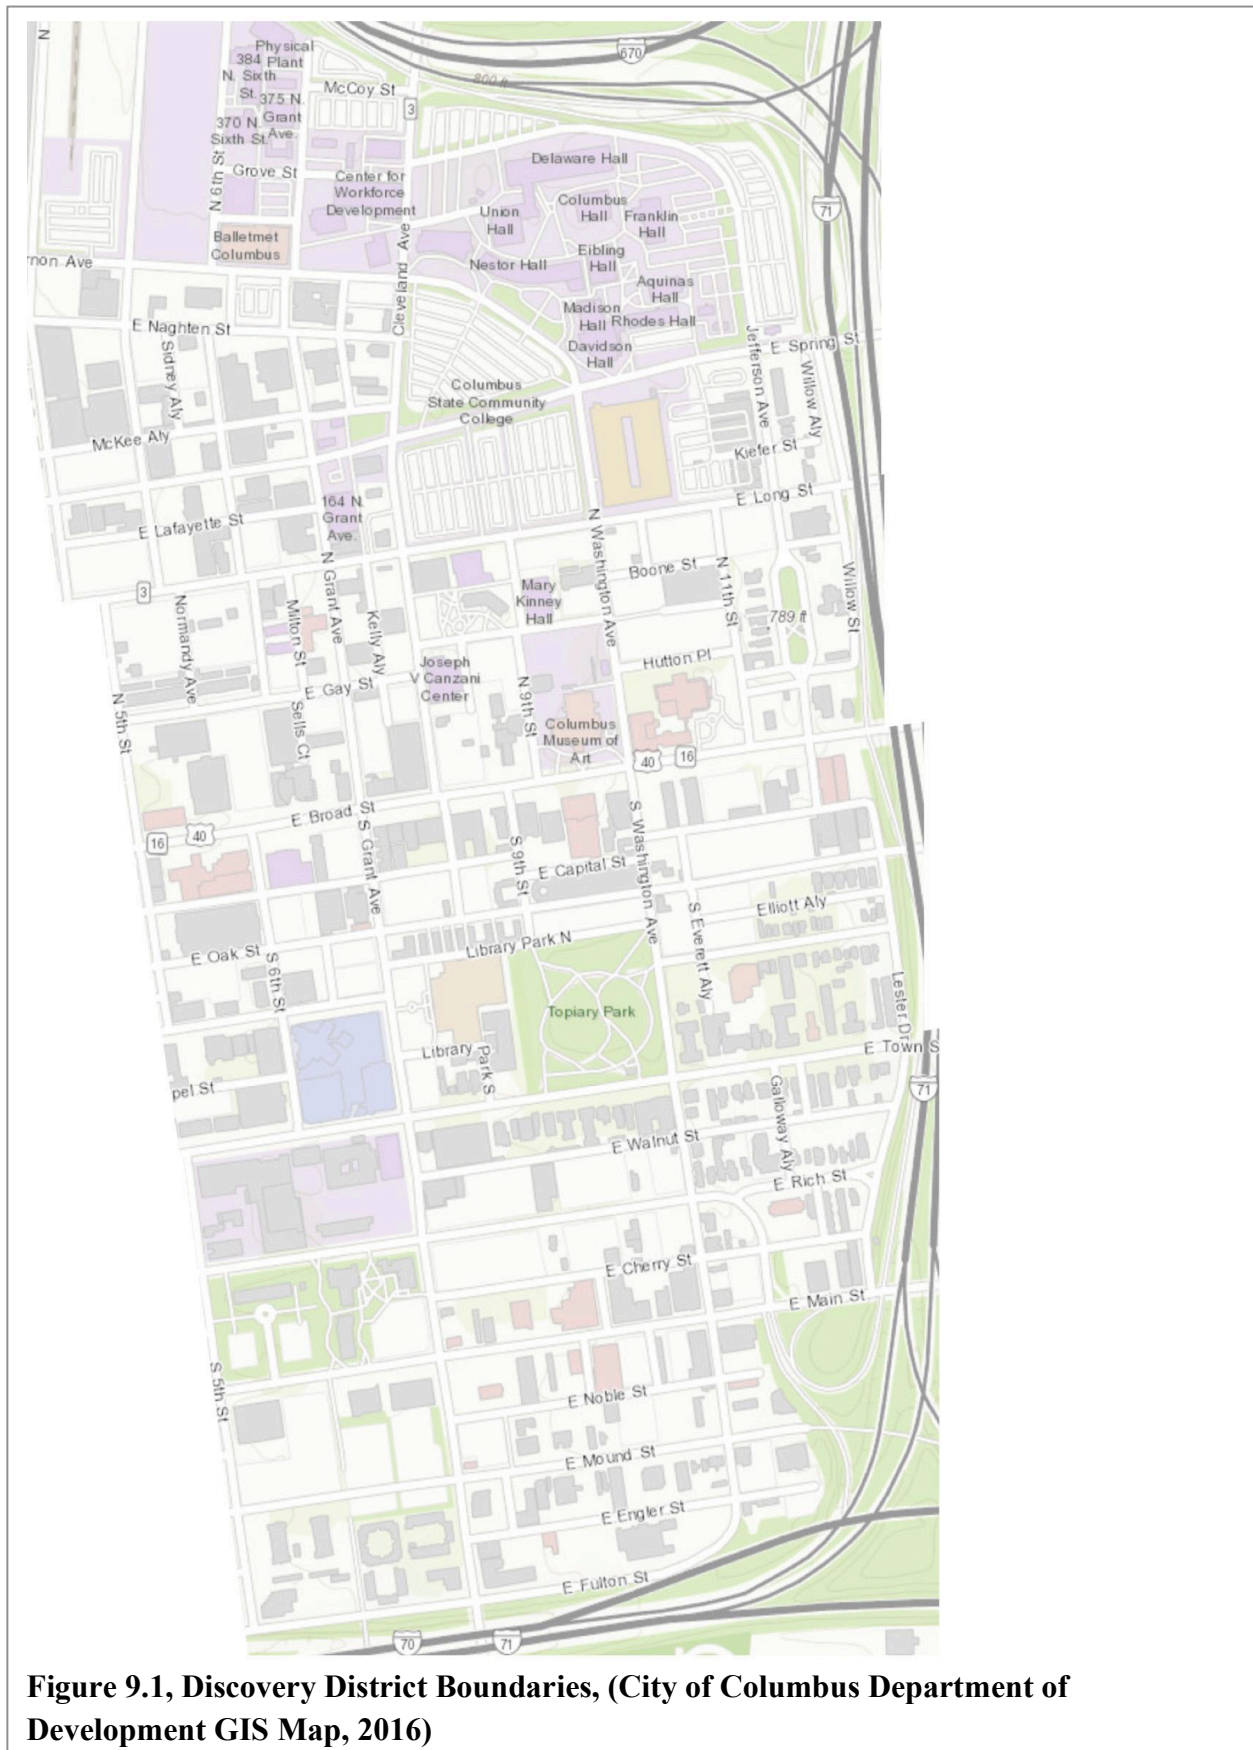 N
670
Physical
Plant
384
N. Sixth
St.
375 N.
Grant
Ave.
370 N.
Sixth St.
McCoy St
800 ft
3
N 6th St
Grove St
Delaware Hall
Center for
Workforce
Development
Columbus
Hall
Franklin
Hall
Union
Hall
71
Balletmet
Columbus
Cleveland Ave
Eibling
Hall
Nestor Hall
non Ave
Aquinas
Hall
Madison
Hall
Rhodes Hall
E Naghten St
Sidney Aly
Davidson
Hall
Jefferson Ave
E Spring St
Willow Aly
Columbus
State Community
College
McKee Aly
Kiefer St
E Long St
164 N.
Grant
Ave.
E Lafayette St
N Washington Ave
N Grant Ave
Boone St
N 11th St
Willow St
3
Mary
Kinney
Hall
Normandy Ave
Milton St
Kelly Aly
789 ft
Hutton Pl
Joseph
V Canzani
Center
E Gay St
N 5th St
Sells Ct
N 9th St
Columbus
Museum of
Art
40
16
E Broad St
16
40
S Grant Ave
S 9th St
E Capital St
S Washington Ave
Elliott Aly
S Everett Aly
Library Park N
E Oak St
S 6th St
Lester Dr
Topiary Park
Library
Park S
E Town S
pel St
Galloway Aly
71
E Walnut St
E Rich St
E Cherry St
E Main St
S 5th St
E Noble St
E Mound St
E Engler St
E Fulton St
70
71
Figure 9.1, Discovery District Boundaries, (City of Columbus Department of
Development GIS Map, 2016)